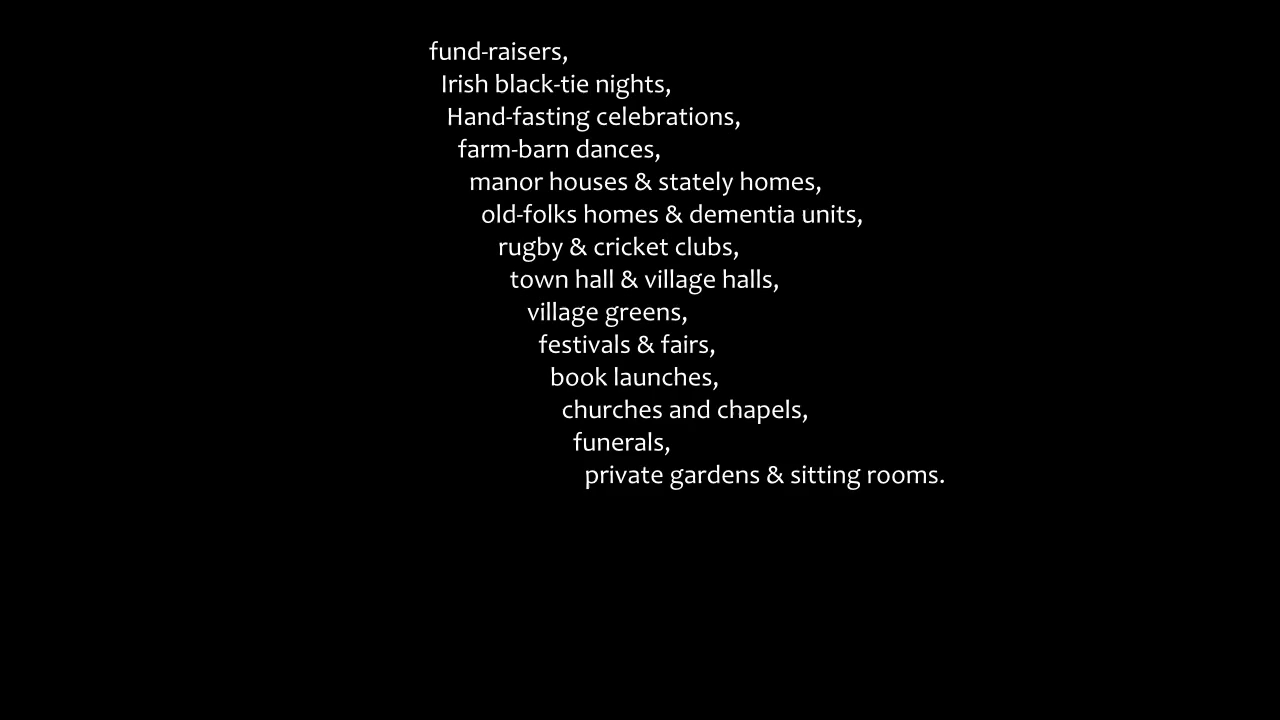 fund-raisers,
Irish black-tie nights,
Hand-fasting celebrations,
farm-barn dances,
manor houses & stately homes,
old-folks homes & dementia units,
rugby & cricket clubs,
town hall & village halls,
village greens,
festivals & fairs,
book launches,
churches and chapels,
funerals,
private gardens & sitting rooms.